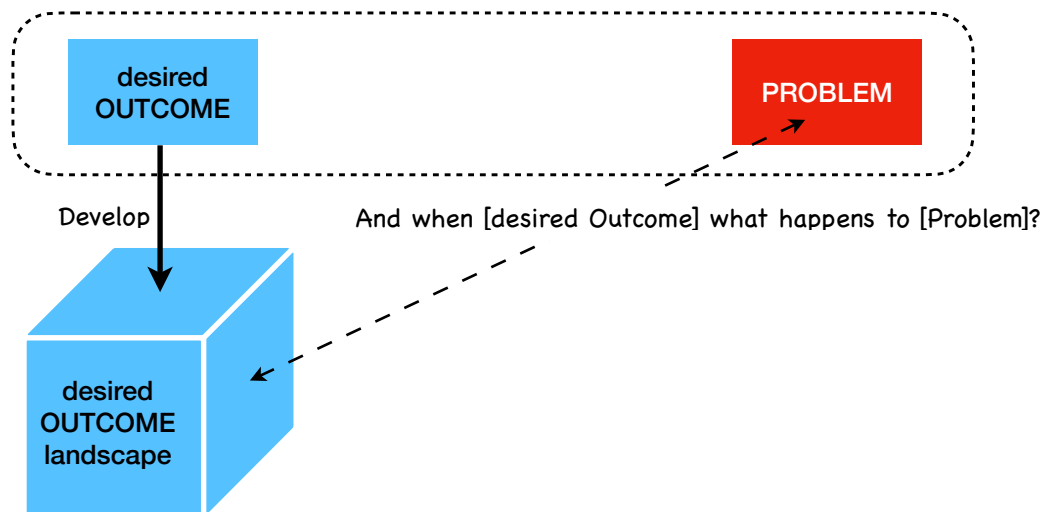 desired
OUTCOME
PROBLEM
Develop
And when [desired Outcome] what happens to [Problem]?
desired
OUTCOME
landscape